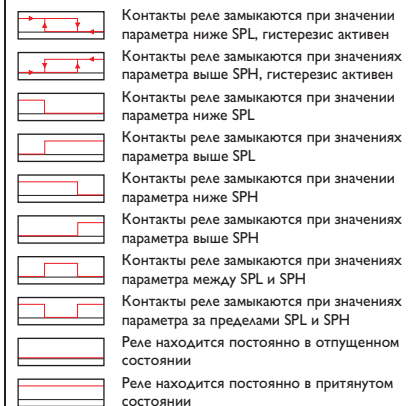 Контакты реле замыкаются при значении
параметра ниже SPL, гистерезис активен
Контакты реле замыкаются при значениях
параметра выше SPH, гистерезис активен
Контакты реле замыкаются при значении
параметра ниже SPL
Контакты реле замыкаются при значениях
параметра выше SPL
Контакты реле замыкаются при значении
параметра ниже SPH
Контакты реле замыкаются при значениях
параметра выше SPH
Контакты реле замыкаются при значениях
параметра между SPL и SPH
Контакты реле замыкаются при значениях
параметра за пределами SPL и SPH
Реле находится постоянно в отпущенном
состоянии
Реле находится постоянно в притянутом
состоянии